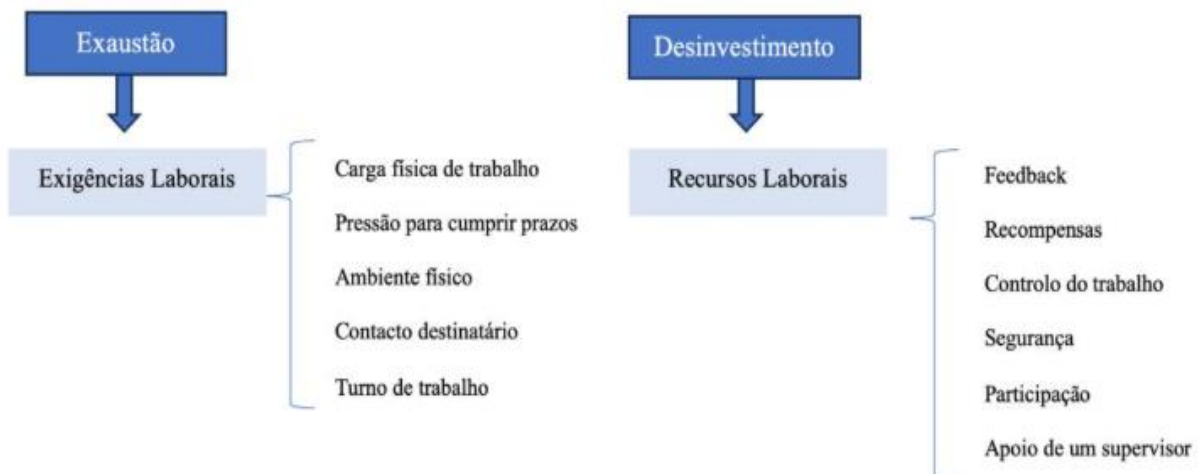 Exaustão
Exigências Laborais
Carga física de trabalho
Pressão para cumprir prazos
Ambiente físico
Contacto destinatário
Turno de trabalho
Desinvestimento
Recursos Laborais
Feedback
Recompensas
Controlo do trabalho
Segurança
Participação
Apoio de um supervisor